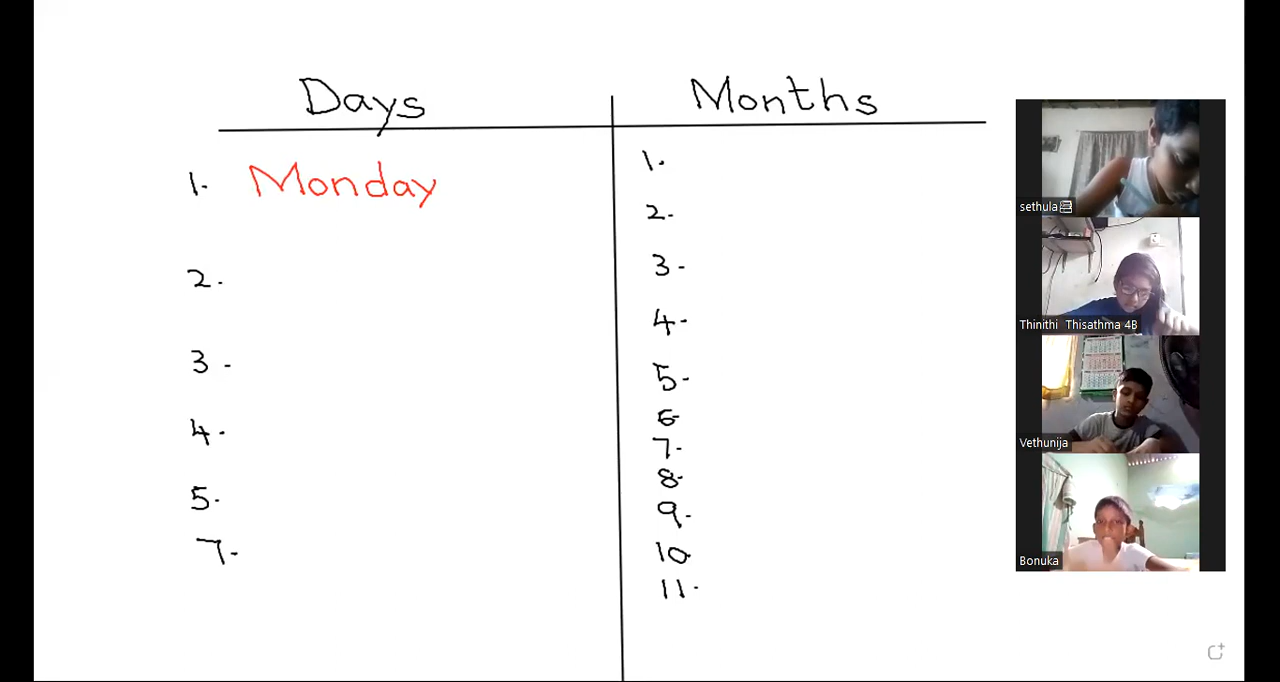 Days Months
1. Monday
2.
3.
4.
5.
7.
1.
2.
3.
4.
5.
6.
7.
8.
9.
10
11.
sethula
Thinithi Thisathma 4B
Vethunija
Bonuka